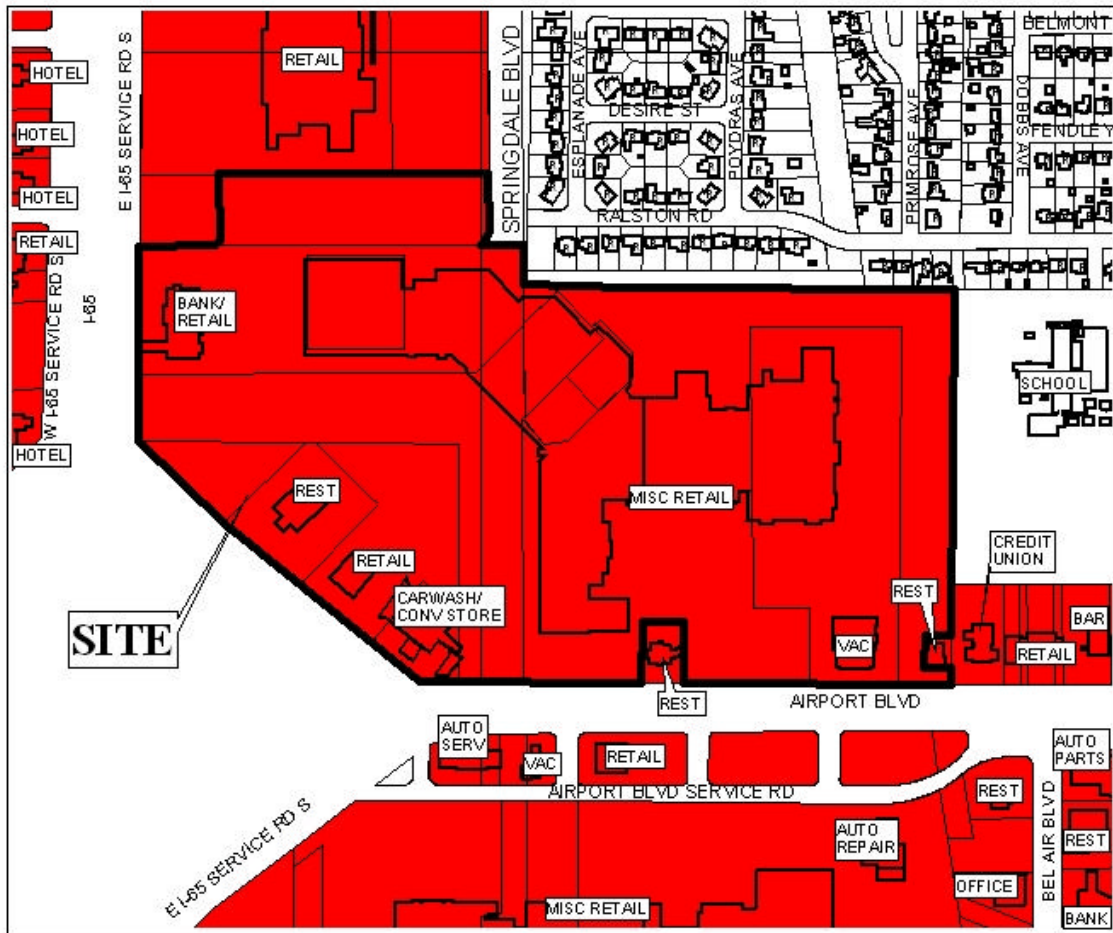 BELMONT
RETAIL
HOTEL
E I-65 SERVICE RD S
SPRINGDALE BLVD
ESPLANADE AVE
DESIRE ST
POYDRAS AVE
PRIMROSE AVE
DOBBS AVE
FENDLEY
HOTEL
HOTEL
RALSTON RD
RETAIL
W I-65 SERVICE RD S
I-65
BANK/
RETAIL
SCHOOL
HOTEL
REST
MISC RETAIL
CREDIT
UNION
RETAIL
REST
CARWASH/
CONV STORE
SITE
VAC
BAR
RETAIL
REST
AIRPORT BLVD
AUTO
SERV
VAC
RETAIL
AUTO
PARTS
AIRPORT BLVD SERVICE RD
REST
E I-65 SERVICE RD S
AUTO
REPAIR
BEL AIR BLVD
REST
OFFICE
MISC RETAIL
BANK